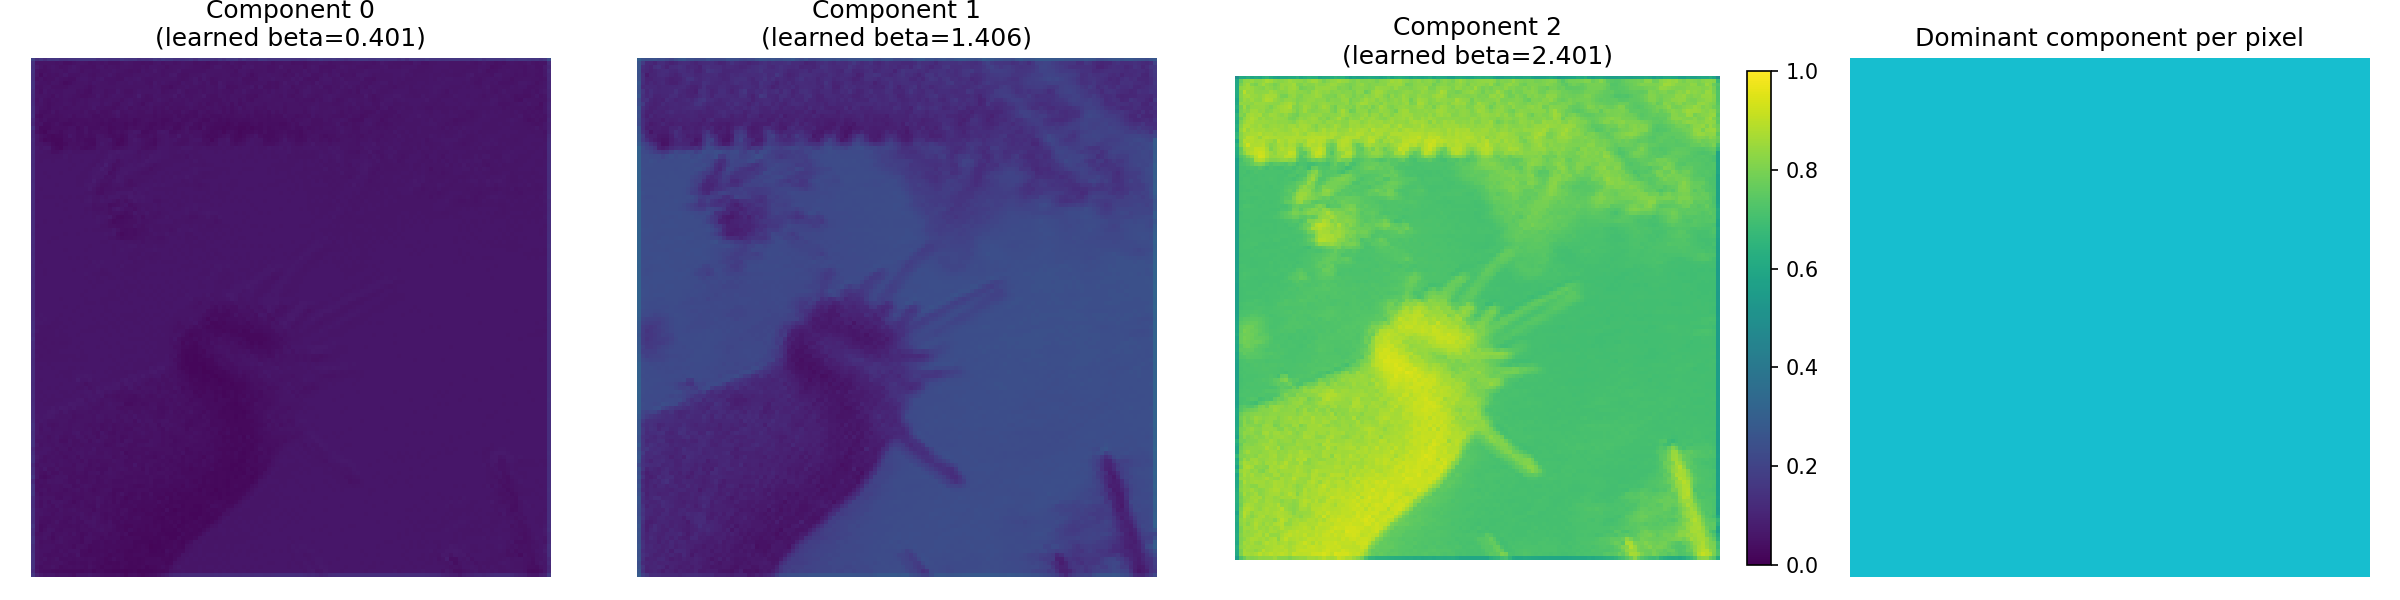 Component 0
(learned beta=0.401)
Component 1
(learned beta=1.406)
Component 2
(learned beta=2.401)
1.0
0.8
0.6
0.4
0.2
0.0
Dominant component per pixel